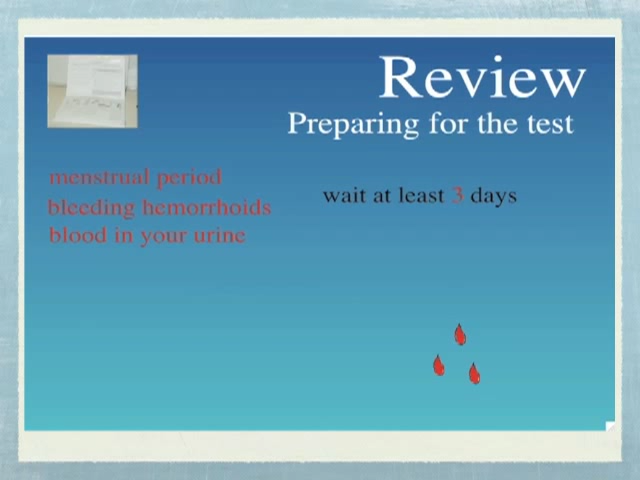 Review
Preparing for the test
menstrual period
bleeding hemorrhoids
blood in your urine
wait at least 3 days